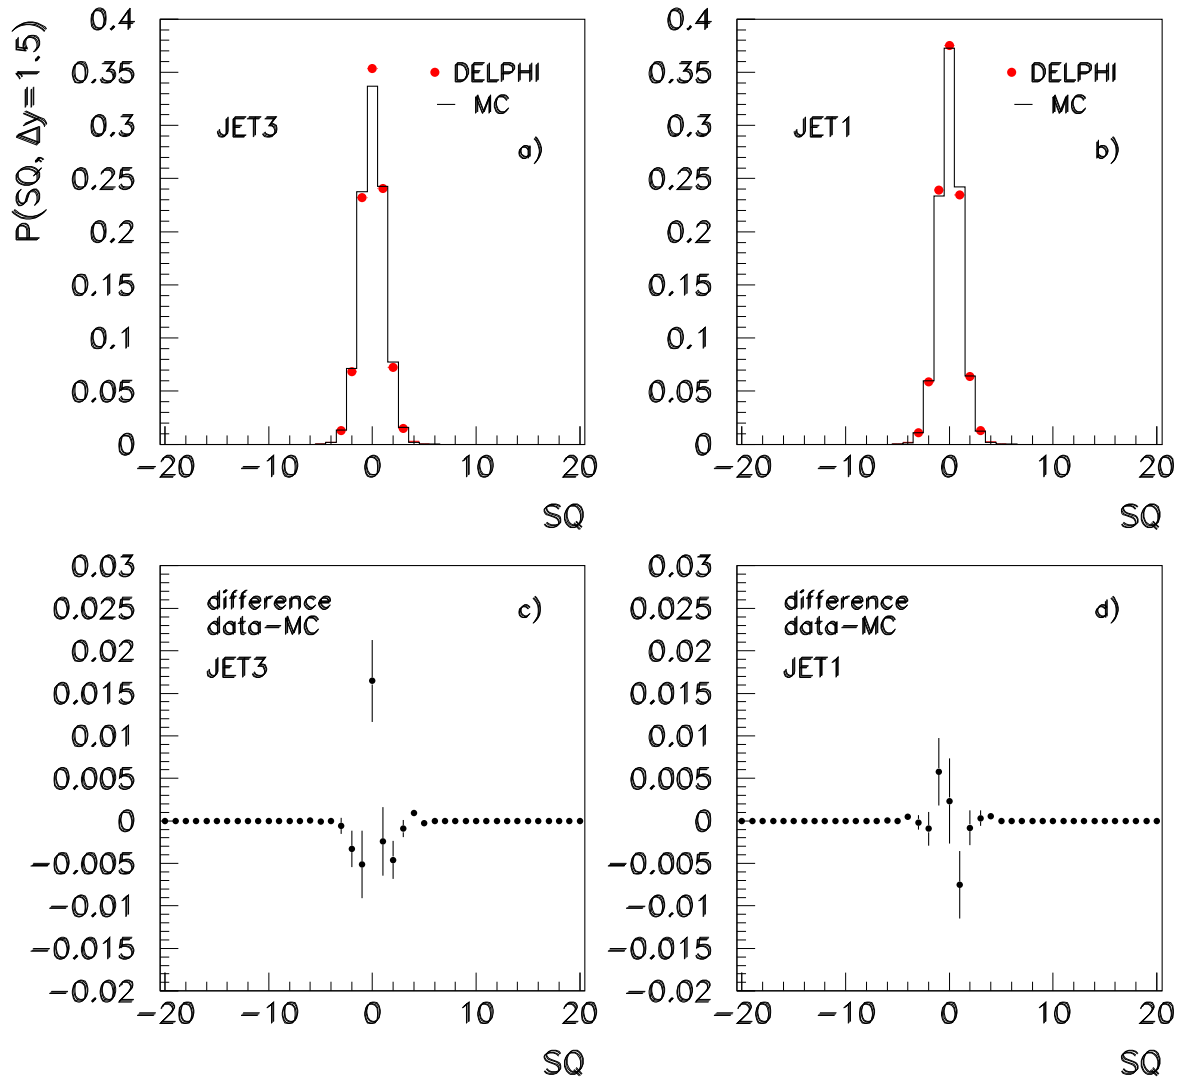 P(SQ, Δy=1.5)
0.4
0.35
0.3
0.25
0.2
0.15
0.1
0.05
0
DELPHI
MC
JET3
a)
−20 −10 0 10 20
SQ
0.4
0.35
0.3
0.25
0.2
0.15
0.1
0.05
0
DELPHI
MC
JET1
b)
−20 −10 0 10 20
SQ
0.03
0.025
0.02
0.015
0.01
0.005
0
−0.005
−0.01
−0.015
−0.02
difference
data−MC
JET3
c)
−20 −10 0 10 20
SQ
0.03
0.025
0.02
0.015
0.01
0.005
0
−0.005
−0.01
−0.015
−0.02
difference
data−MC
JET1
d)
−20 −10 0 10 20
SQ